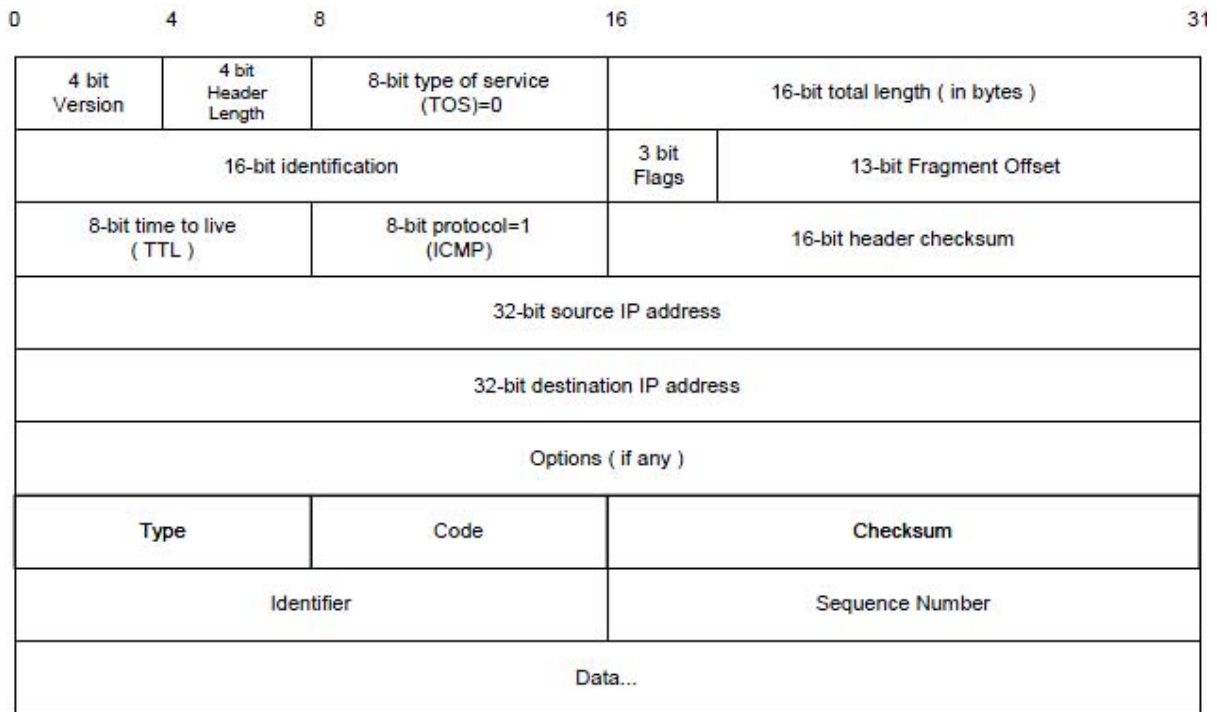 0 4 8 16 31
4 bit
Version
4 bit
Header
Length
8-bit type of service
(TOS)=0
16-bit total length ( in bytes )
16-bit identification
3 bit
Flags
13-bit Fragment Offset
8-bit time to live
( TTL )
8-bit protocol=1
(ICMP)
16-bit header checksum
32-bit source IP address
32-bit destination IP address
Options ( if any )
Type
Code
Checksum
Identifier
Sequence Number
Data...